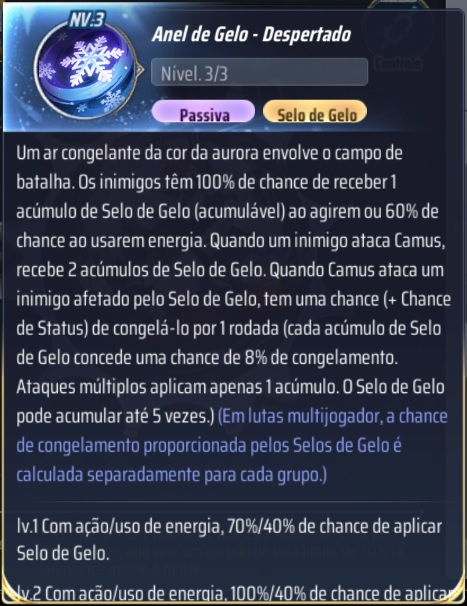 NV.3
Anel de Gelo - Despertado
Controle
Nível. 3/3
Passiva
Selo de Gelo
Um ar congelante da cor da aurora envolve o campo de
batalha. Os inimigos têm 100% de chance de receber 1
acúmulo de Selo de Gelo (acumulável) ao agirem ou 60% de
chance ao usarem energia. Quando um inimigo ataca Camus,
recebe 2 acúmulos de Selo de Gelo. Quando Camus ataca um
inimigo afetado pelo Selo de Gelo, tem uma chance (+ Chance
de Status) de congelá-lo por 1 rodada (cada acúmulo de Selo
de Gelo concede uma chance de 8% de congelamento.
Ataques múltiplos aplicam apenas 1 acúmulo. O Selo de Gelo
pode acumular até 5 vezes.) (Em lutas multijogador, a chance
de congelamento proporcionada pelos Selos de Gelo é
calculada separadamente para cada grupo.)
lv.1 Com ação/uso de energia, 70%/40% de chance de aplicar
Selo de Gelo.
lv.2 Com ação/uso de energia, 100%/40% de chance de aplicar